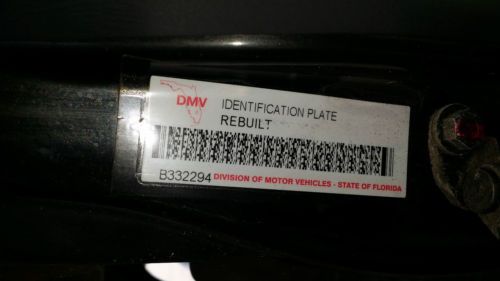 DMV
IDENTIFICATION PLATE
REBUILT
B332294 DIVISION OF MOTOR VEHICLES - STATE OF FLORIDA